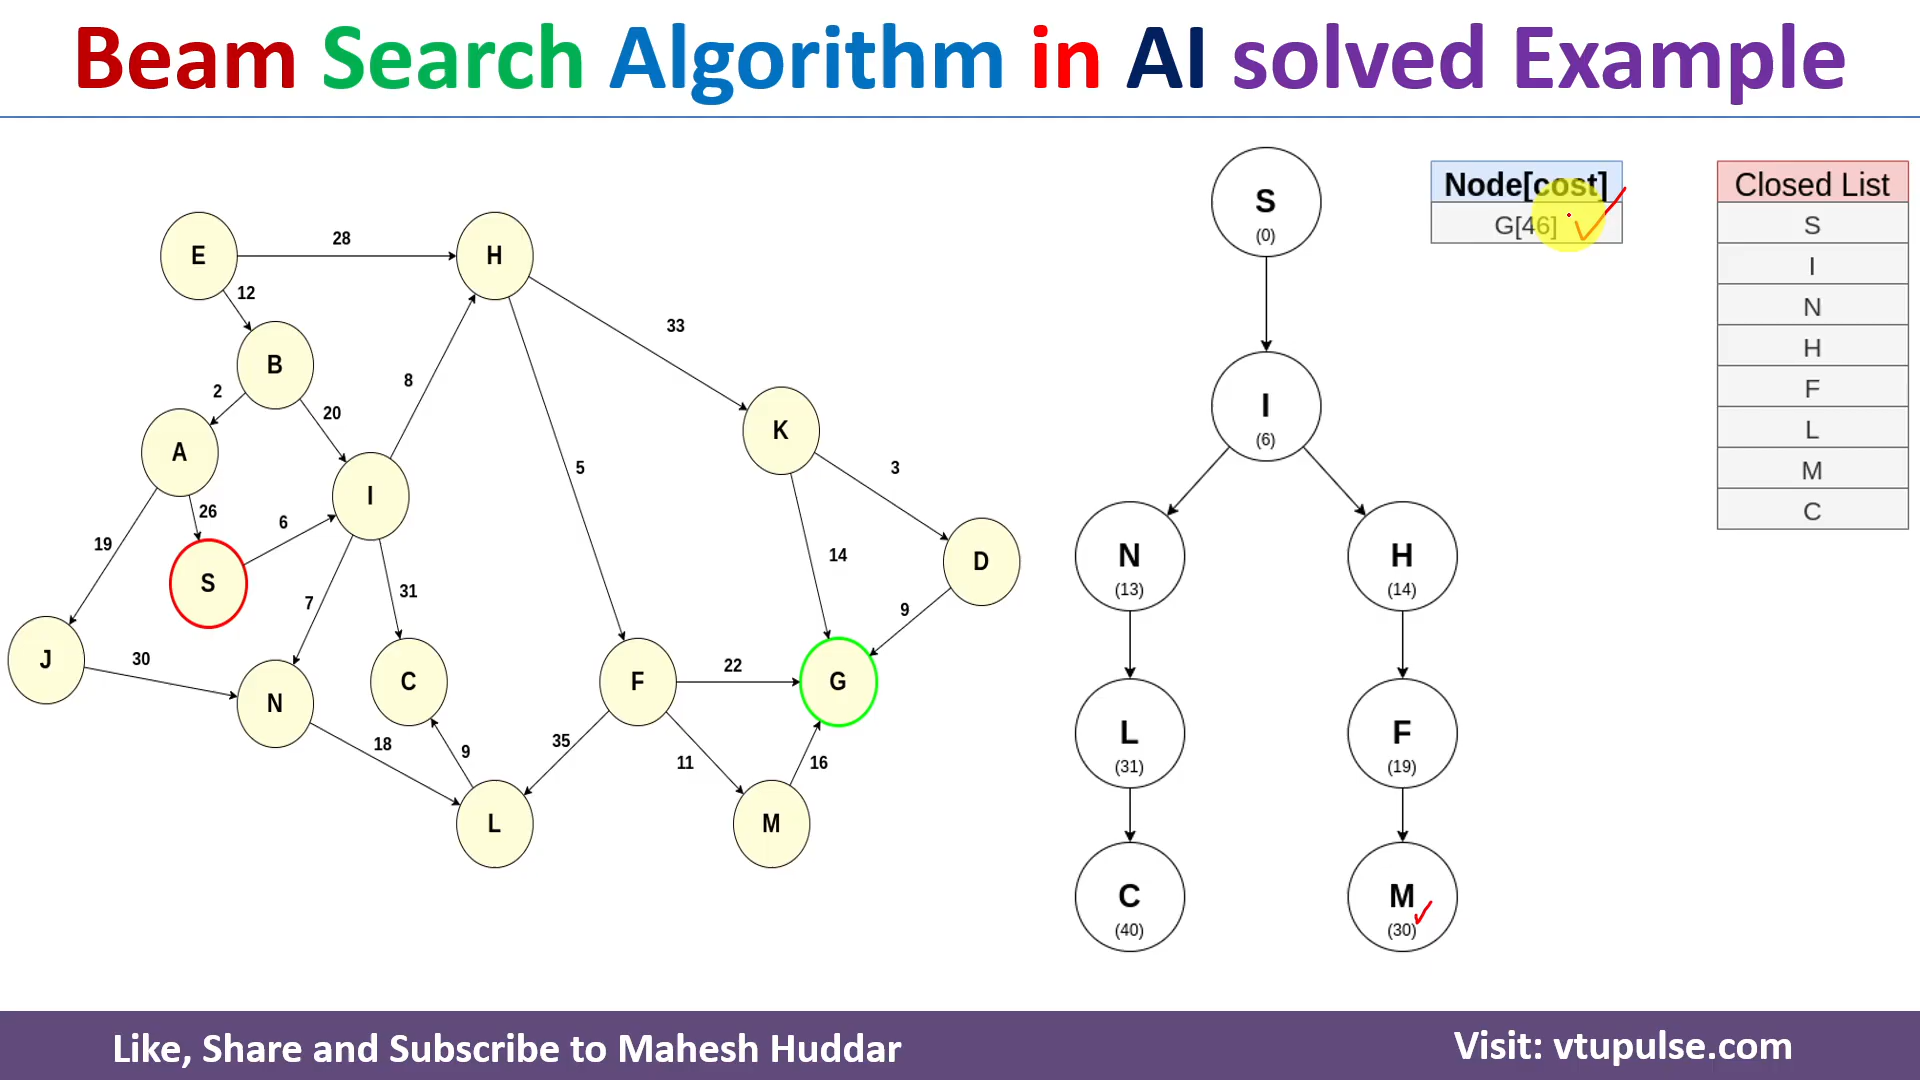 Beam Search Algorithm in AI solved Example
E
28
H
12
33
B
2
20
8
K
A
5
3
26
I
6
14
19
S
31
7
D
9
J
30
N
C
F
22
G
18
9
35
11
16
L
M
S
(0)
I
(6)
N
(13)
H
(14)
L
(31)
F
(19)
C
(40)
M
(30)
Node[cost]
G[46]
Closed List
S
I
N
H
F
L
M
C
Like, Share and Subscribe to Mahesh Huddar
Visit: vtupulse.com